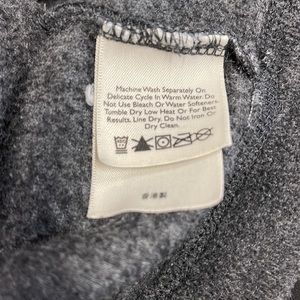 Machine Wash Separately On
Delicate Cycle In Warm Water. Do
Not Use Bleach Or Water Softeners.
Tumble Dry Low Heat Or For Best
Results, Line Dry. Do Not Iron Or
Dry Clean.